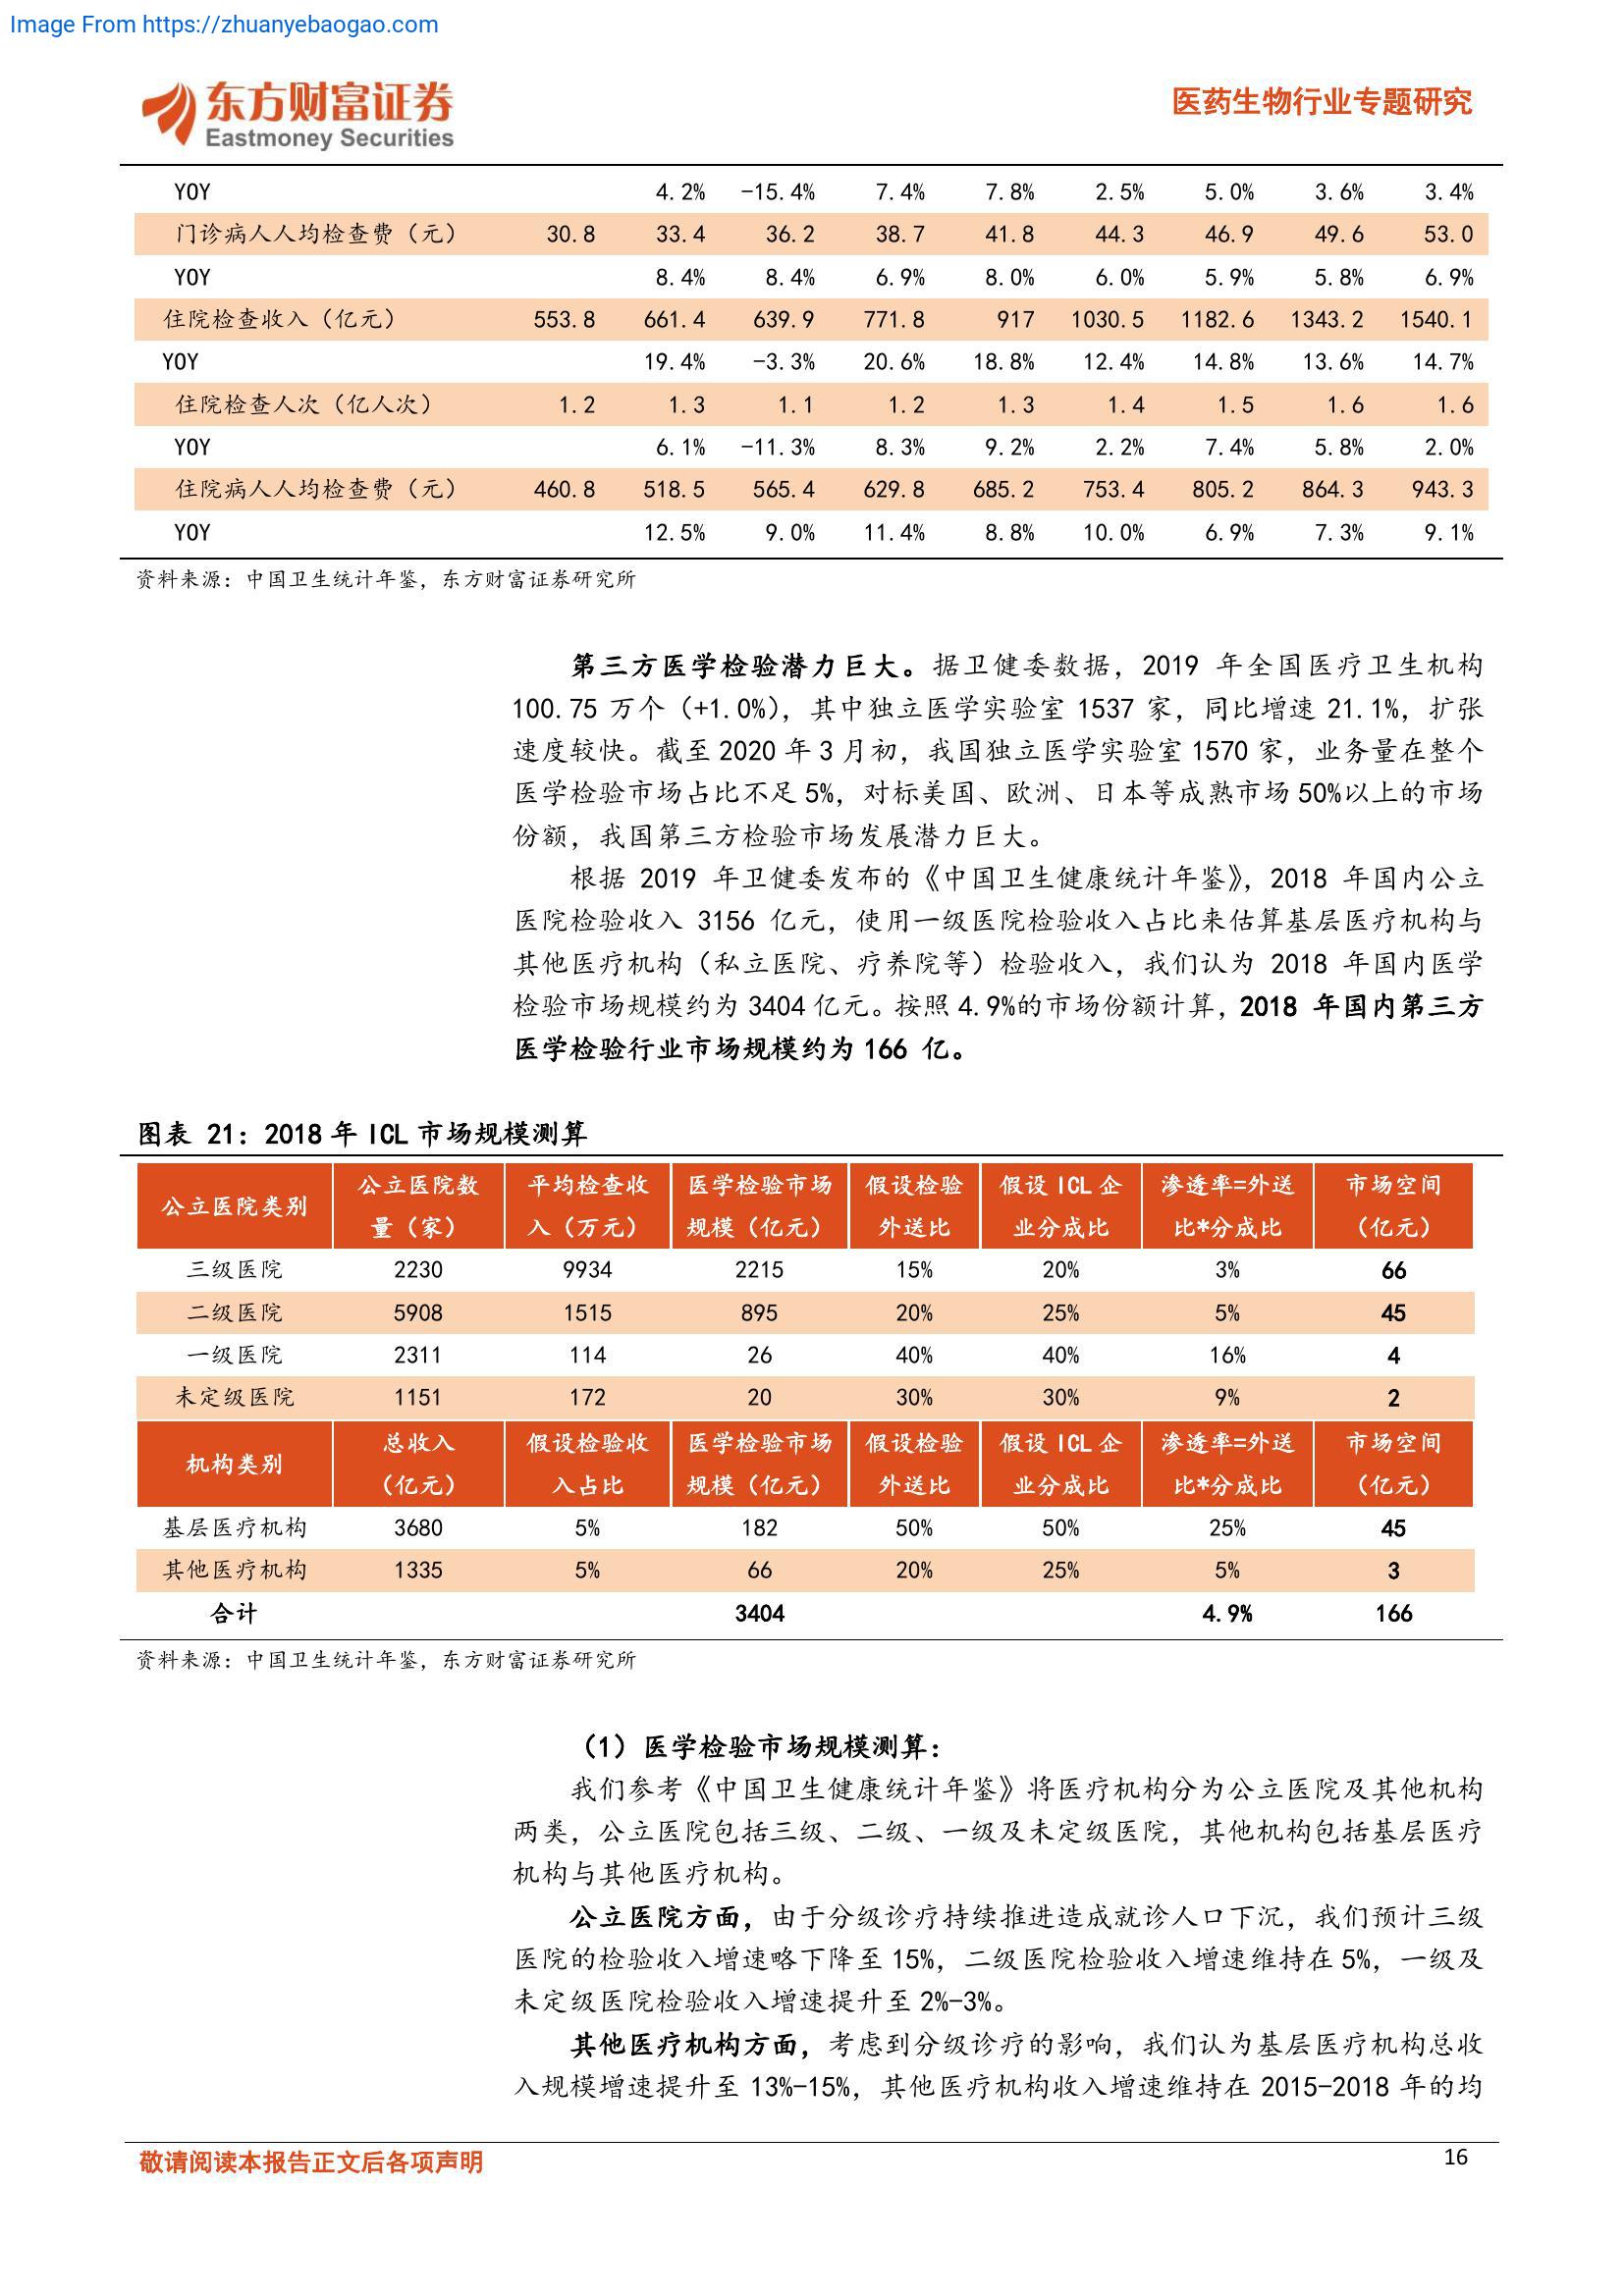 Image From https://zhuanyebaogao.com
东方财富证券
Eastmoney Securities
医药生物行业专题研究
YOY 4.2% -15.4% 7.4% 7.8% 2.5% 5.0% 3.6% 3.4%
门诊病人人均检查费（元） 30.8 33.4 36.2 38.7 41.8 44.3 46.9 49.6 53.0
YOY 8.4% 8.4% 6.9% 8.0% 6.0% 5.9% 5.8% 6.9%
住院检查收入（亿元） 553.8 661.4 639.9 771.8 917 1030.5 1182.6 1343.2 1540.1
YOY 19.4% -3.3% 20.6% 18.8% 12.4% 14.8% 13.6% 14.7%
住院检查人次（亿人次） 1.2 1.3 1.1 1.2 1.3 1.4 1.5 1.6 1.6
YOY 6.1% -11.3% 8.3% 9.2% 2.2% 7.4% 5.8% 2.0%
住院病人人均检查费（元） 460.8 518.5 565.4 629.8 685.2 753.4 805.2 864.3 943.3
YOY 12.5% 9.0% 11.4% 8.8% 10.0% 6.9% 7.3% 9.1%
资料来源：中国卫生统计年鉴，东方财富证券研究所
第三方医学检验潜力巨大。据卫健委数据，2019 年全国医疗卫生机构
100.75 万个（+1.0%），其中独立医学实验室 1537 家，同比增速 21.1%，扩张
速度较快。截至 2020 年 3 月初，我国独立医学实验室 1570 家，业务量在整个
医学检验市场占比不足 5%，对标美国、欧洲、日本等成熟市场 50%以上的市场
份额，我国第三方检验市场发展潜力巨大。
根据 2019 年卫健委发布的《中国卫生健康统计年鉴》，2018 年国内公立
医院检验收入 3156 亿元，使用一级医院检验收入占比来估算基层医疗机构与
其他医疗机构（私立医院、疗养院等）检验收入，我们认为 2018 年国内医学
检验市场规模约为 3404 亿元。按照 4.9%的市场份额计算，2018 年国内第三方
医学检验行业市场规模约为 166 亿。
图表 21：2018 年 ICL 市场规模测算
公立医院类别 公立医院数量（家） 平均检查收入（万元） 医学检验市场规模（亿元） 假设检验外送比 假设 ICL 企业分成比 渗透率=外送比*分成比 市场空间（亿元）
三级医院 2230 9934 2215 15% 20% 3% 66
二级医院 5908 1515 895 20% 25% 5% 45
一级医院 2311 114 26 40% 40% 16% 4
未定级医院 1151 172 20 30% 30% 9% 2
机构类别 总收入（亿元） 假设检验收入占比 医学检验市场规模（亿元） 假设检验外送比 假设 ICL 企业分成比 渗透率=外送比*分成比 市场空间（亿元）
基层医疗机构 3680 5% 182 50% 50% 25% 45
其他医疗机构 1335 5% 66 20% 25% 5% 3
合计 3404 4.9% 166
资料来源：中国卫生统计年鉴，东方财富证券研究所
（1）医学检验市场规模测算：
我们参考《中国卫生健康统计年鉴》将医疗机构分为公立医院及其他机构
两类，公立医院包括三级、二级、一级及未定级医院，其他机构包括基层医疗
机构与其他医疗机构。
公立医院方面，由于分级诊疗持续推进造成就诊人口下沉，我们预计三级
医院的检验收入增速略下降至 15%，二级医院检验收入增速维持在 5%，一级及
未定级医院检验收入增速提升至 2%-3%。
其他医疗机构方面，考虑到分级诊疗的影响，我们认为基层医疗机构总收
入规模增速提升至 13%-15%，其他医疗机构收入增速维持在 2015-2018 年的均
敬请阅读本报告正文后各项声明
16